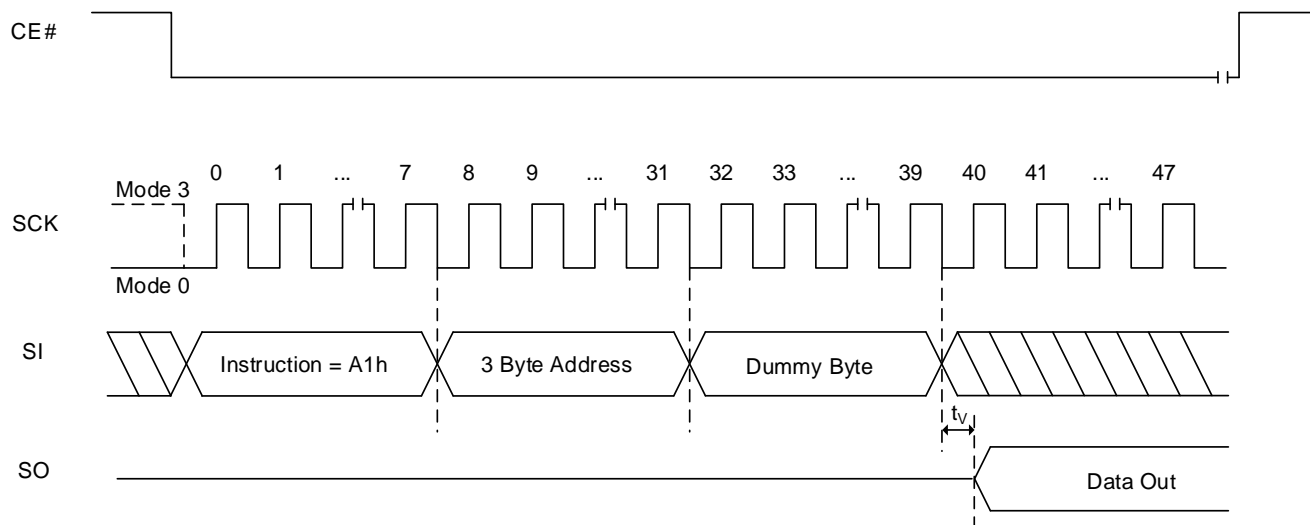 CE#
0 1 ... 7 8 9 ... 31 32 33 ... 39 40 41 ... 47
Mode 3
SCK
Mode 0
SI
Instruction = A1h
3 Byte Address
Dummy Byte
tV
SO
Data Out